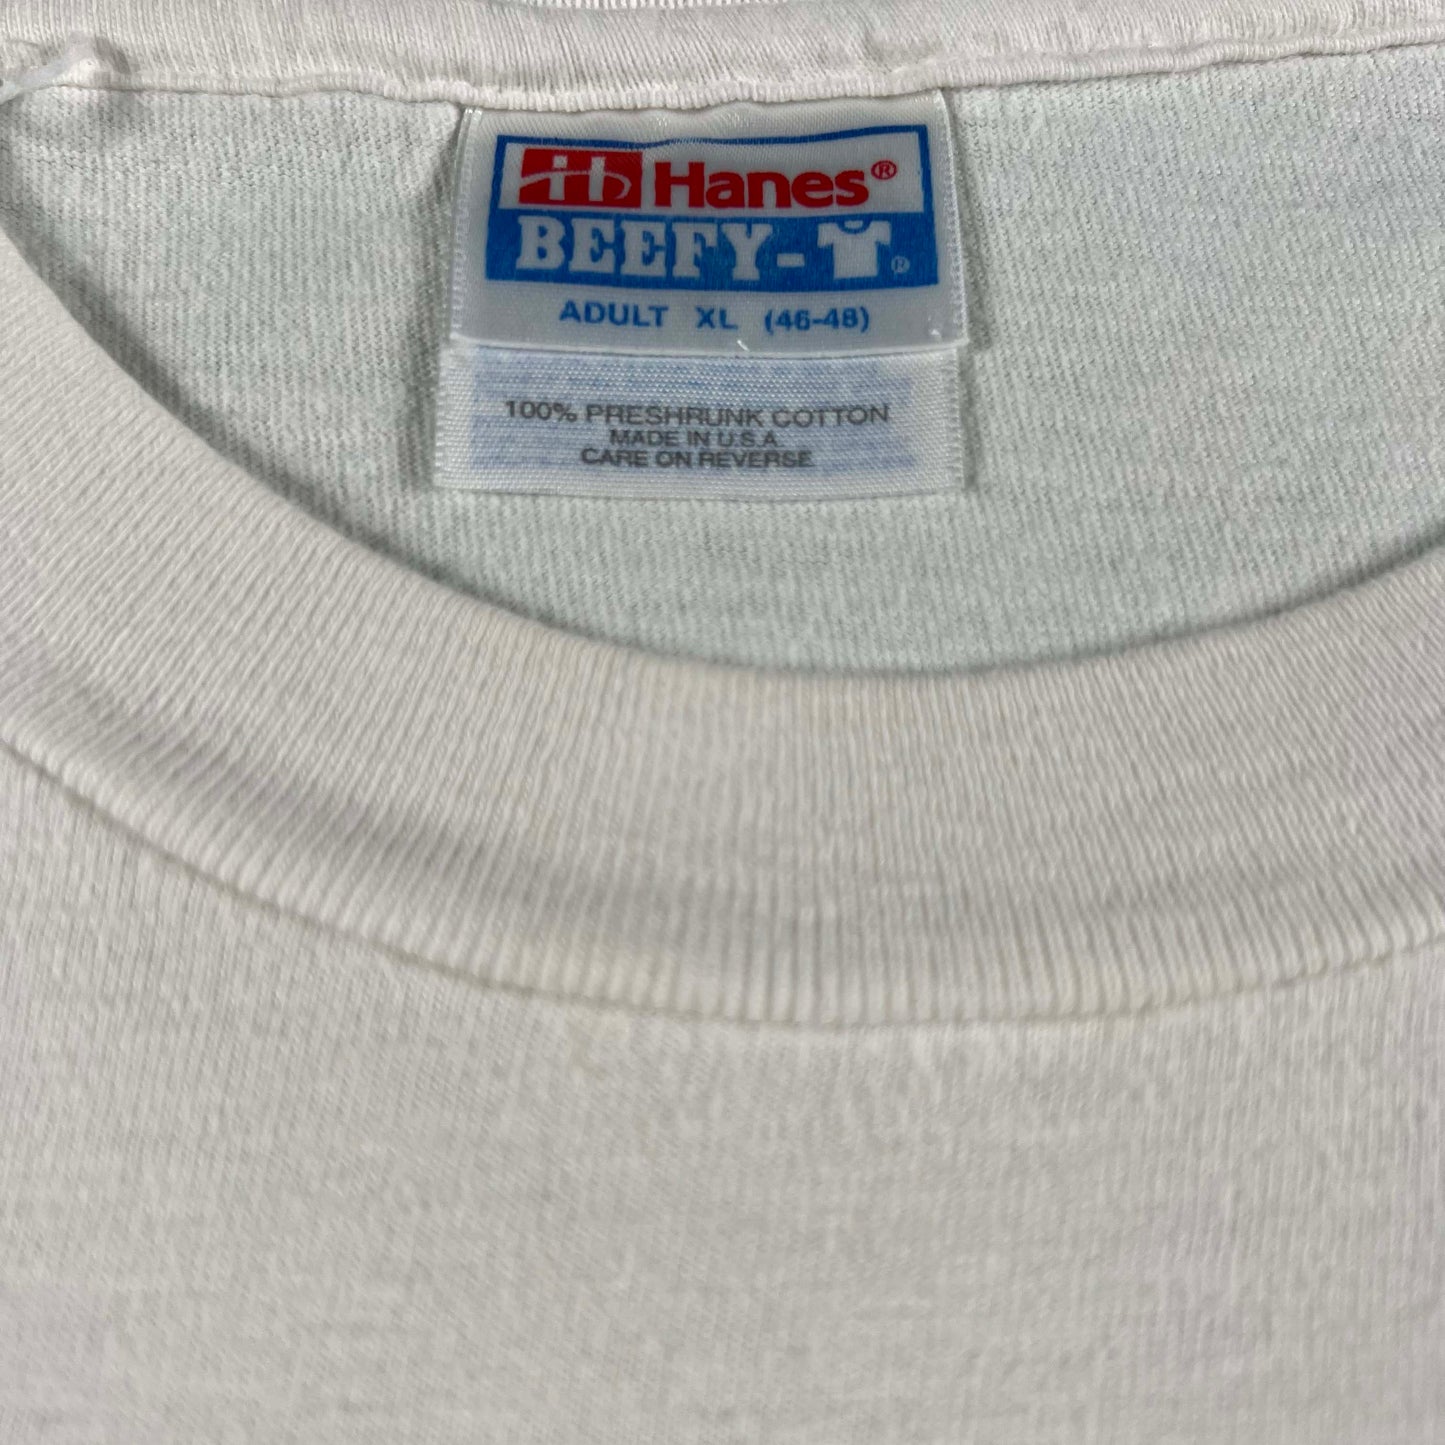 Hanes®
BEEFY-T®
ADULT XL (46-48)
100% PRESHRUNK COTTON
MADE IN U.S.A.
CARE ON REVERSE